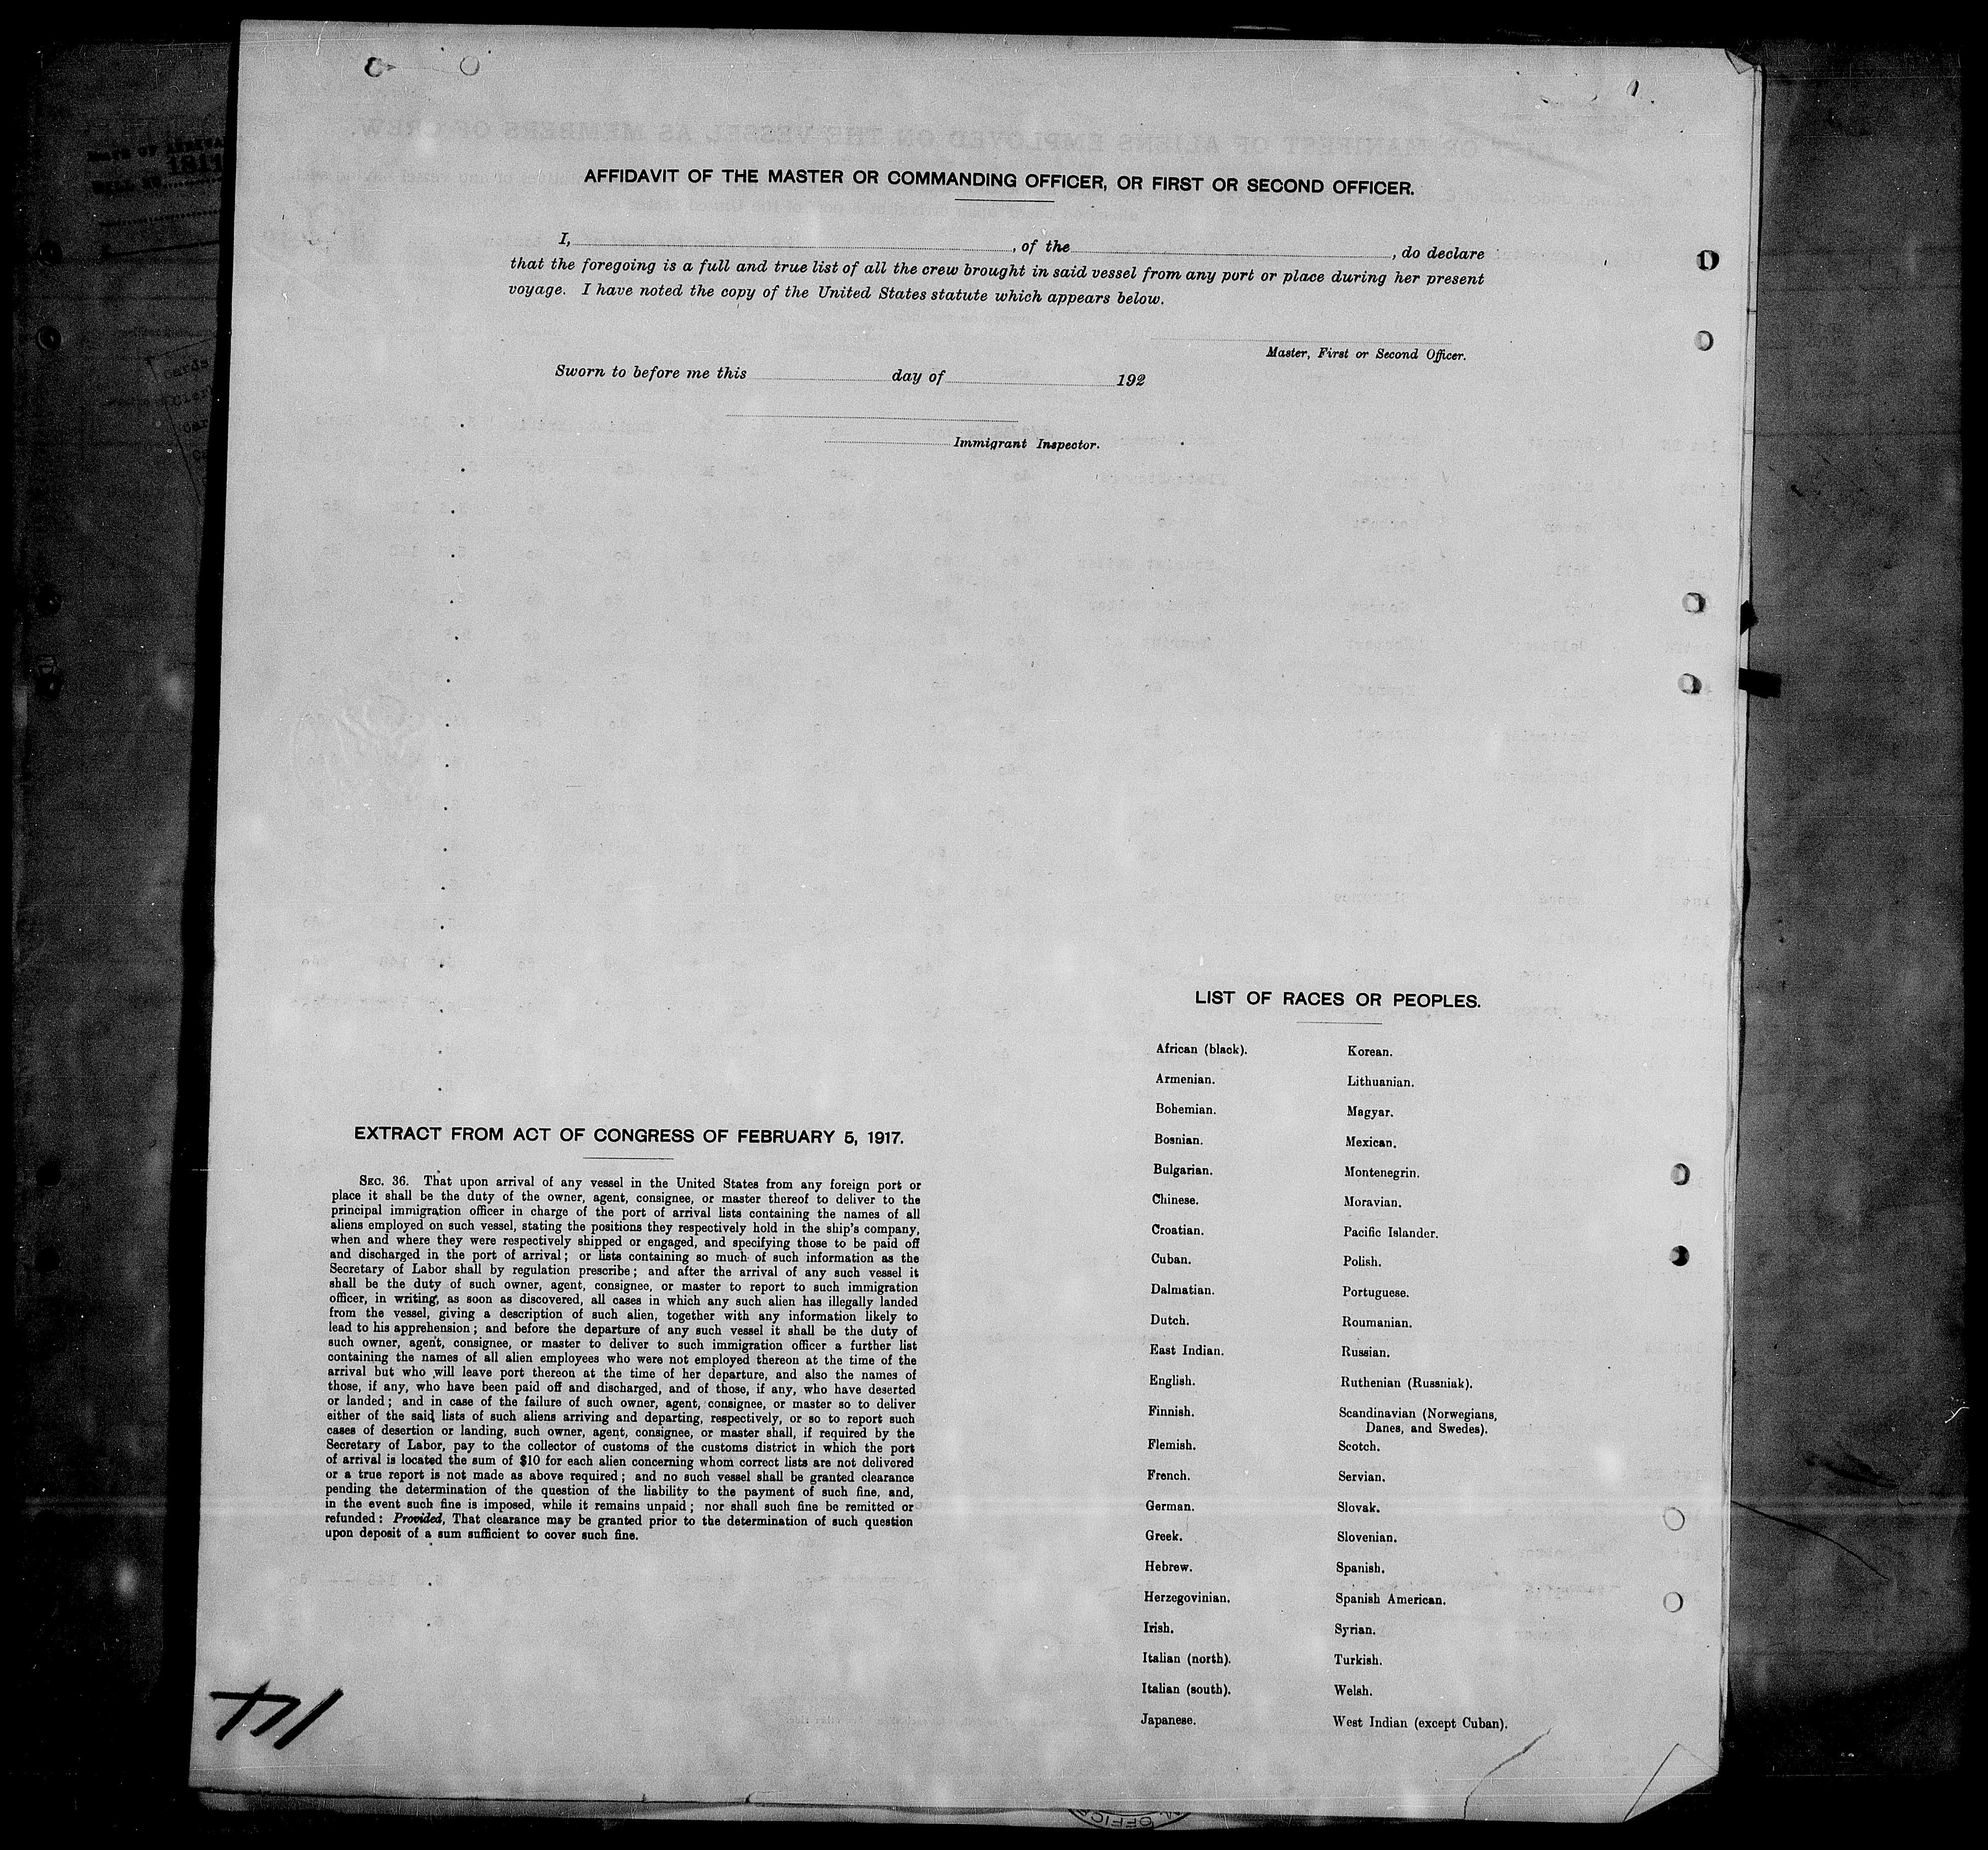 AFFIDAVIT OF THE MASTER OR COMMANDING OFFICER, OR FIRST OR SECOND OFFICER.
I, , of the , do declare
that the foregoing is a full and true list of all the crew brought in said vessel from any port or place during her present
voyage. I have noted the copy of the United States statute which appears below.
Master, First or Second Officer.
Sworn to before me this day of 192
Immigrant Inspector.
EXTRACT FROM ACT OF CONGRESS OF FEBRUARY 5, 1917.
SEC. 36. That upon arrival of any vessel in the United States from any foreign port or
place it shall be the duty of the owner, agent, consignee, or master thereof to deliver to the
principal immigration officer in charge of the port of arrival lists containing the names of all
aliens employed on such vessel, stating the positions they respectively hold in the ship's company,
when and where they were respectively shipped or engaged, and specifying those to be paid off
and discharged in the port of arrival; or lists containing so much of such information as the
Secretary of Labor shall by regulation prescribe; and after the arrival of any such vessel it
shall be the duty of such owner, agent, consignee, or master to report to such immigration
officer, in writing, as soon as discovered, all cases in which any such alien has illegally landed
from the vessel, giving a description of such alien, together with any information likely to
lead to his apprehension; and before the departure of any such vessel it shall be the duty of
such owner, agent, consignee, or master to deliver to such immigration officer a further list
containing the names of all alien employees who were not employed thereon at the time of the
arrival but who will leave port thereon at the time of her departure, and also the names of
those, if any, who have been paid off and discharged, and of those, if any, who have deserted
or landed; and in case of the failure of such owner, agent, consignee, or master so to deliver
either of the said lists of such aliens arriving and departing, respectively, or so to report such
cases of desertion or landing, such owner, agent, consignee, or master shall, if required by the
Secretary of Labor, pay to the collector of customs of the customs district in which the port
of arrival is located the sum of $10 for each alien concerning whom correct lists are not delivered
or a true report is not made as above required; and no such vessel shall be granted clearance
pending the determination of the question of the liability to the payment of such fine, and,
in the event such fine is imposed, while it remains unpaid; nor shall such fine be remitted or
refunded: Provided, That clearance may be granted prior to the determination of such question
upon deposit of a sum sufficient to cover such fine.
LIST OF RACES OR PEOPLES.
African (black).
Armenian.
Bohemian.
Bosnian.
Bulgarian.
Chinese.
Croatian.
Cuban.
Dalmatian.
Dutch.
East Indian.
English.
Finnish.
Flemish.
French.
German.
Greek.
Hebrew.
Herzegovinian.
Irish.
Italian (north).
Italian (south).
Japanese.
Korean.
Lithuanian.
Magyar.
Mexican.
Montenegrin.
Moravian.
Pacific Islander.
Polish.
Portuguese.
Roumanian.
Russian.
Ruthenian (Russniak).
Scandinavian (Norwegians,
Danes, and Swedes).
Scotch.
Servian.
Slovak.
Slovenian.
Spanish.
Spanish American.
Syrian.
Turkish.
Welsh.
West Indian (except Cuban).